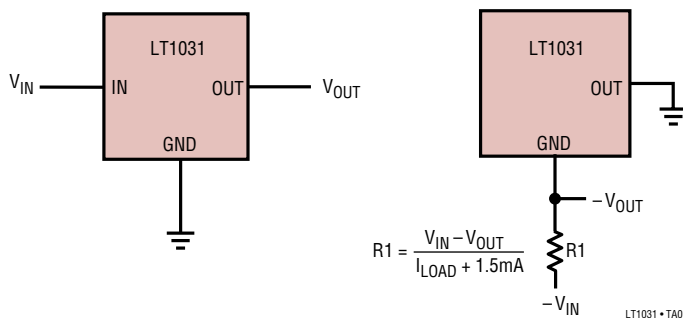 LT1031
V_IN
IN
OUT
V_OUT
GND
LT1031
OUT
GND
–V_OUT
R1 = V_IN – V_OUT
I_LOAD + 1.5mA
R1
–V_IN
LT1031 • TA0